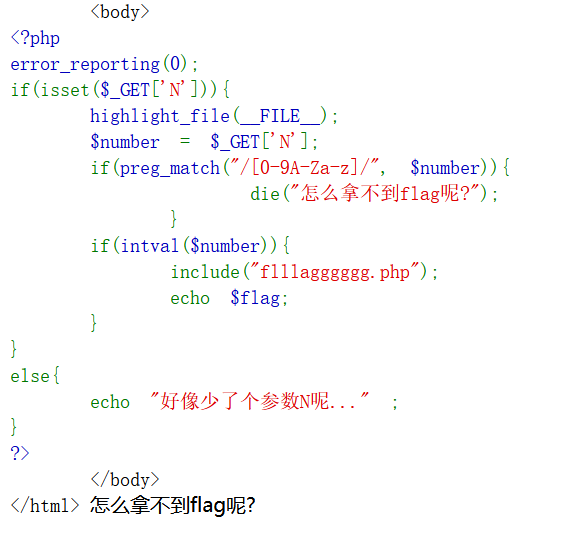 <body>
<?php
error_reporting(0);
if(isset($_GET['N'])){
highlight_file(__FILE__);
$number = $_GET['N'];
if(preg_match("/[0-9A-Za-z]/", $number)){
die("怎么拿不到flag呢?");
}
if(intval($number)){
include("flllagggggg.php");
echo $flag;
}
}
else{
echo "好像少了个参数N呢..." ;
}
?>
</body>
</html> 怎么拿不到flag呢?